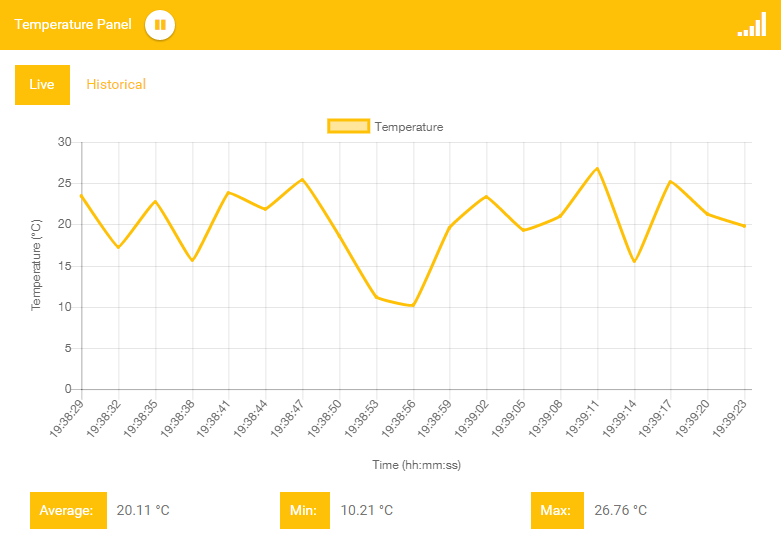 Temperature Panel
Live Historical
Temperature
30
25
20
15
10
5
0
Temperature (°C)
19:38:29 19:38:32 19:38:35 19:38:38 19:38:41 19:38:44 19:38:47 19:38:50 19:38:53 19:38:56 19:38:59 19:39:02 19:39:05 19:39:08 19:39:11 19:39:14 19:39:17 19:39:20 19:39:23
Time (hh:mm:ss)
Average: 20.11 °C Min: 10.21 °C Max: 26.76 °C